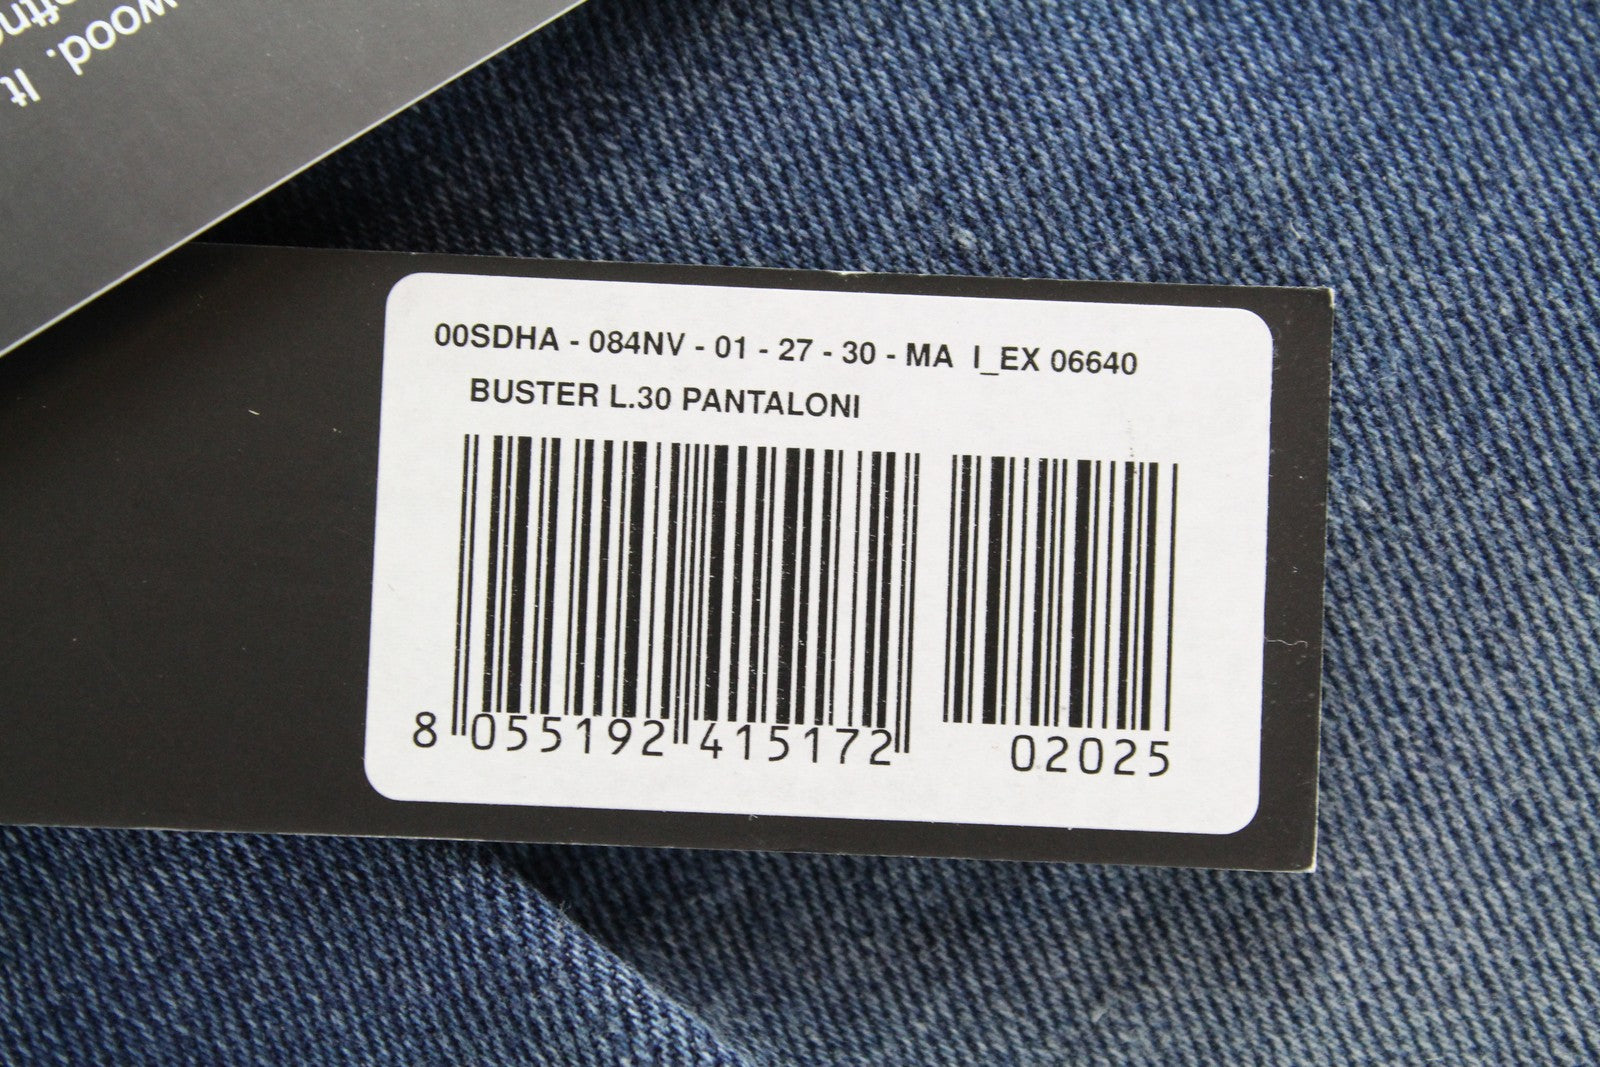 wood. It
00SDHA - 084NV - 01 - 27 - 30 - MA I_EX 06640
BUSTER L.30 PANTALONI
8 055192 415172 02025